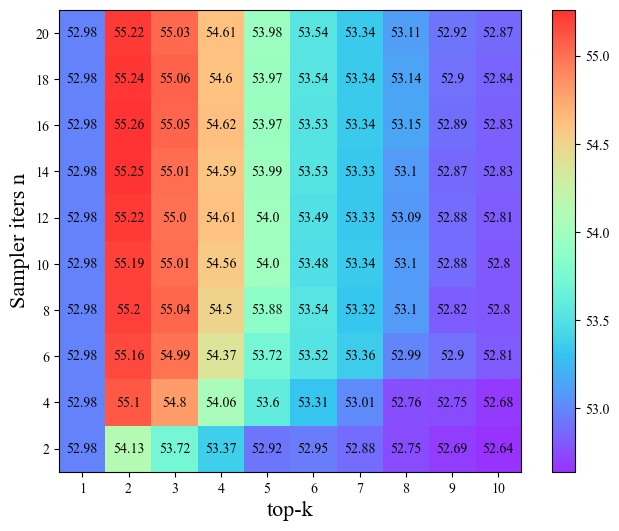 20 52.98 55.22 55.03 54.61 53.98 53.54 53.34 53.11 52.92 52.87
18 52.98 55.24 55.06 54.6 53.97 53.54 53.34 53.14 52.9 52.84
16 52.98 55.26 55.05 54.62 53.97 53.53 53.34 53.15 52.89 52.83
14 52.98 55.25 55.01 54.59 53.99 53.53 53.33 53.1 52.87 52.83
12 52.98 55.22 55.0 54.61 54.0 53.49 53.33 53.09 52.88 52.81
10 52.98 55.19 55.01 54.56 54.0 53.48 53.34 53.1 52.88 52.8
8 52.98 55.2 55.04 54.5 53.88 53.54 53.32 53.1 52.82 52.8
6 52.98 55.16 54.99 54.37 53.72 53.52 53.36 52.99 52.9 52.81
4 52.98 55.1 54.8 54.06 53.6 53.31 53.01 52.76 52.75 52.68
2 52.98 54.13 53.72 53.37 52.92 52.95 52.88 52.75 52.69 52.64
1 2 3 4 5 6 7 8 9 10
top-k
Sampler iters n
55.0
54.5
54.0
53.5
53.0